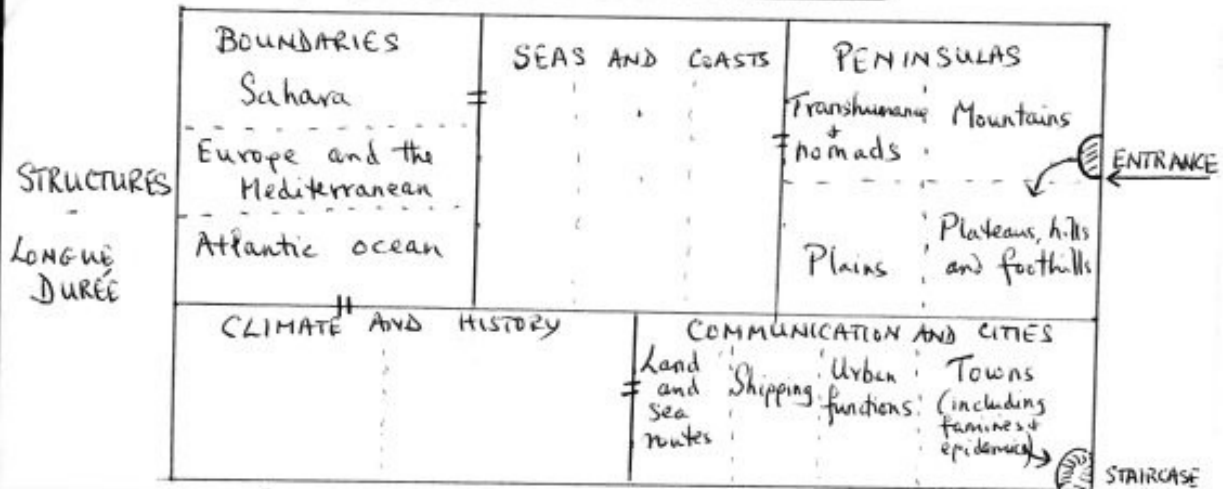 BOUNDARIES
Sahara
Europe and the
Mediterranean
Atlantic ocean
SEAS AND COASTS
PENINSULAS
Transhumance
+
nomads
Mountains
Plains
Plateaus, hills
and foothills
ENTRANCE
STRUCTURES
-
LONGUE
DURÉE
CLIMATE AND HISTORY
COMMUNICATION AND CITIES
Land
and
sea
routes
Shipping
Urban
functions
Towns
(including
famines +
epidemics)
STAIRCASE